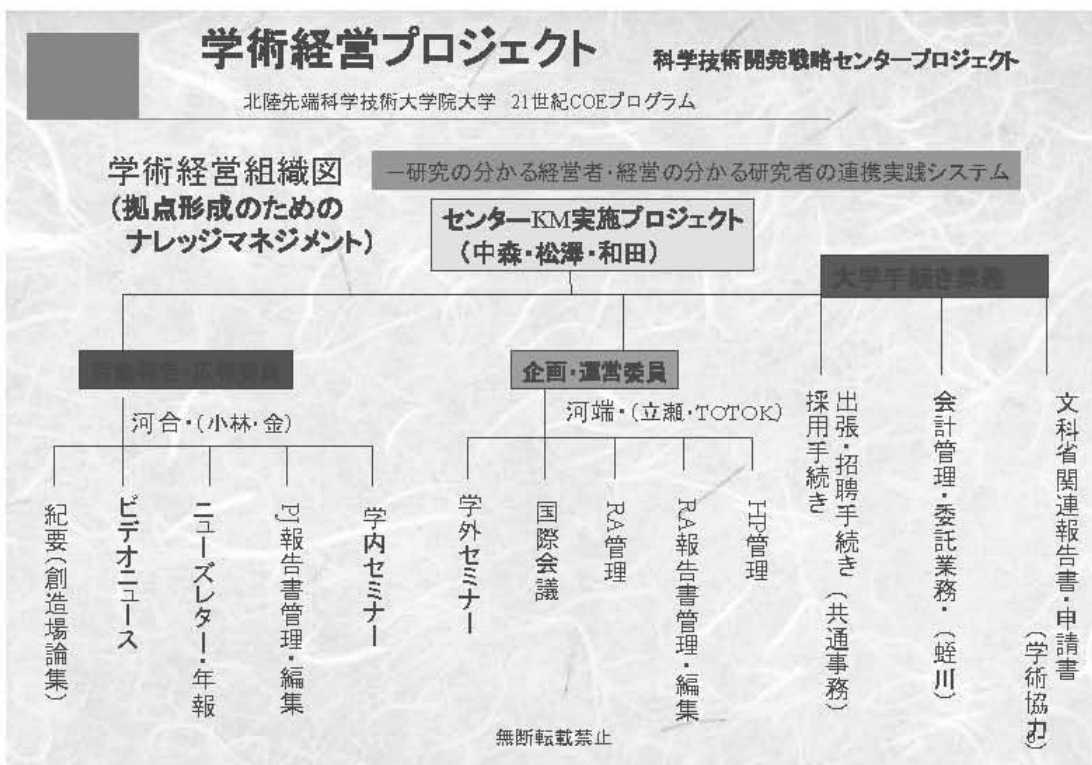 学術経営プロジェクト
科学技術開発戦略センタープロジェクト
北陸先端科学技術大学院大学 21世紀COEプログラム
学術経営組織図
(拠点形成のための
ナレッジマネジメント)
―研究の分かる経営者・経営の分かる研究者の連携実践システム
センターKM実施プロジェクト
(中森・松澤・和田)
大学手続き業務
報告・広報委員
企画・運営委員
河合・(小林・金)
河端・(立瀬・TOTOK)
紀要(創造場論集)
ビデオニュース
ニューズレター・年報
PJ報告書管理・編集
学内セミナー
学外セミナー
国際会議
RA管理
RA報告書管理・編集
HP管理
出張・招聘手続き (共通事務)
採用手続き
会計管理・委託業務・ (蛭川)
文科省関連報告書・申請書
(学術協力)
無断転載禁止